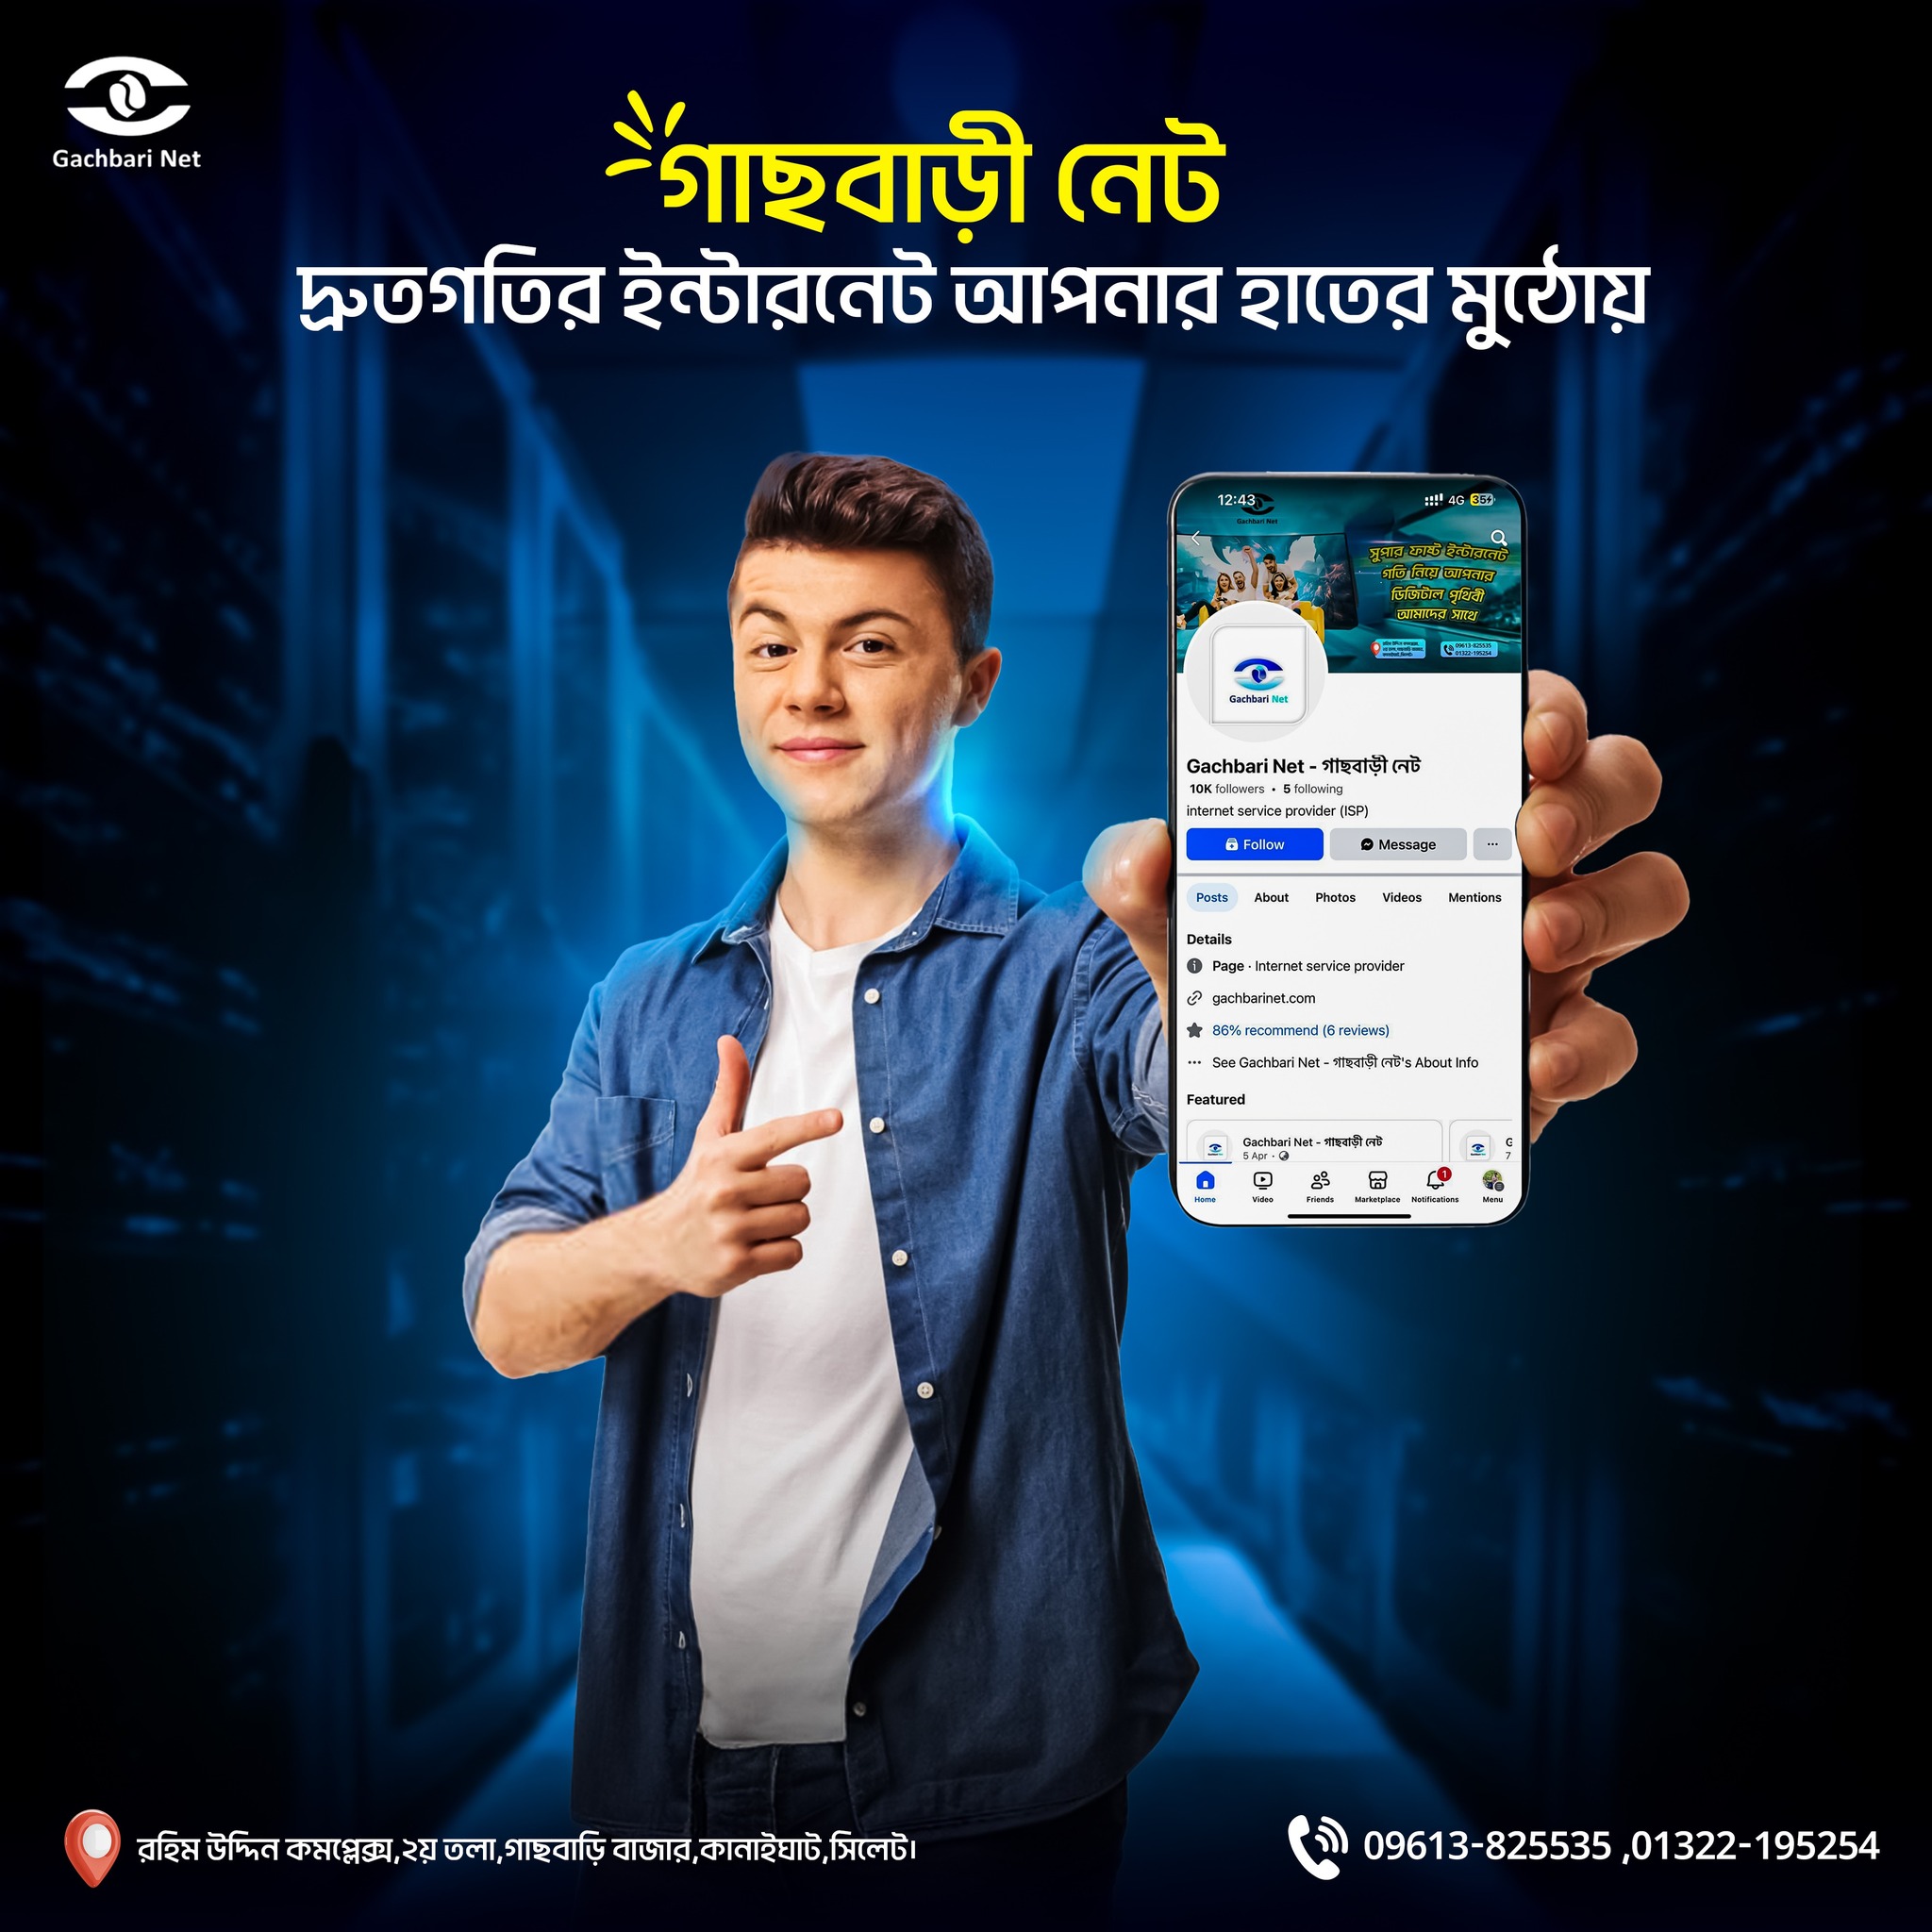 Gachbari Net
গাছবাড়ী নেট
দ্রুতগতির ইন্টারনেট আপনার হাতের মুঠোয়
12:43
4G 35
Gachbari Net
সুপার ফাষ্ট ইন্টারনেট
গতি নিয়ে আপনার
ডিজিটাল পৃথিবী
আমাদের সাথে
09613-825535
01322-195254
Gachbari Net
Gachbari Net - গাছবাড়ী নেট
10K followers • 5 following
internet service provider (ISP)
Follow
Message
Posts About Photos Videos Mentions
Details
Page · Internet service provider
gachbarinet.com
86% recommend (6 reviews)
See Gachbari Net - গাছবাড়ী নেট's About Info
Featured
Gachbari Net - গাছবাড়ী নেট
5 Apr ·
G
7
1
Home Video Friends Marketplace Notifications Menu
রহিম উদ্দিন কমপ্লেক্স,২য় তলা,গাছবাড়ি বাজার,কানাইঘাট,সিলেট।
09613-825535 ,01322-195254